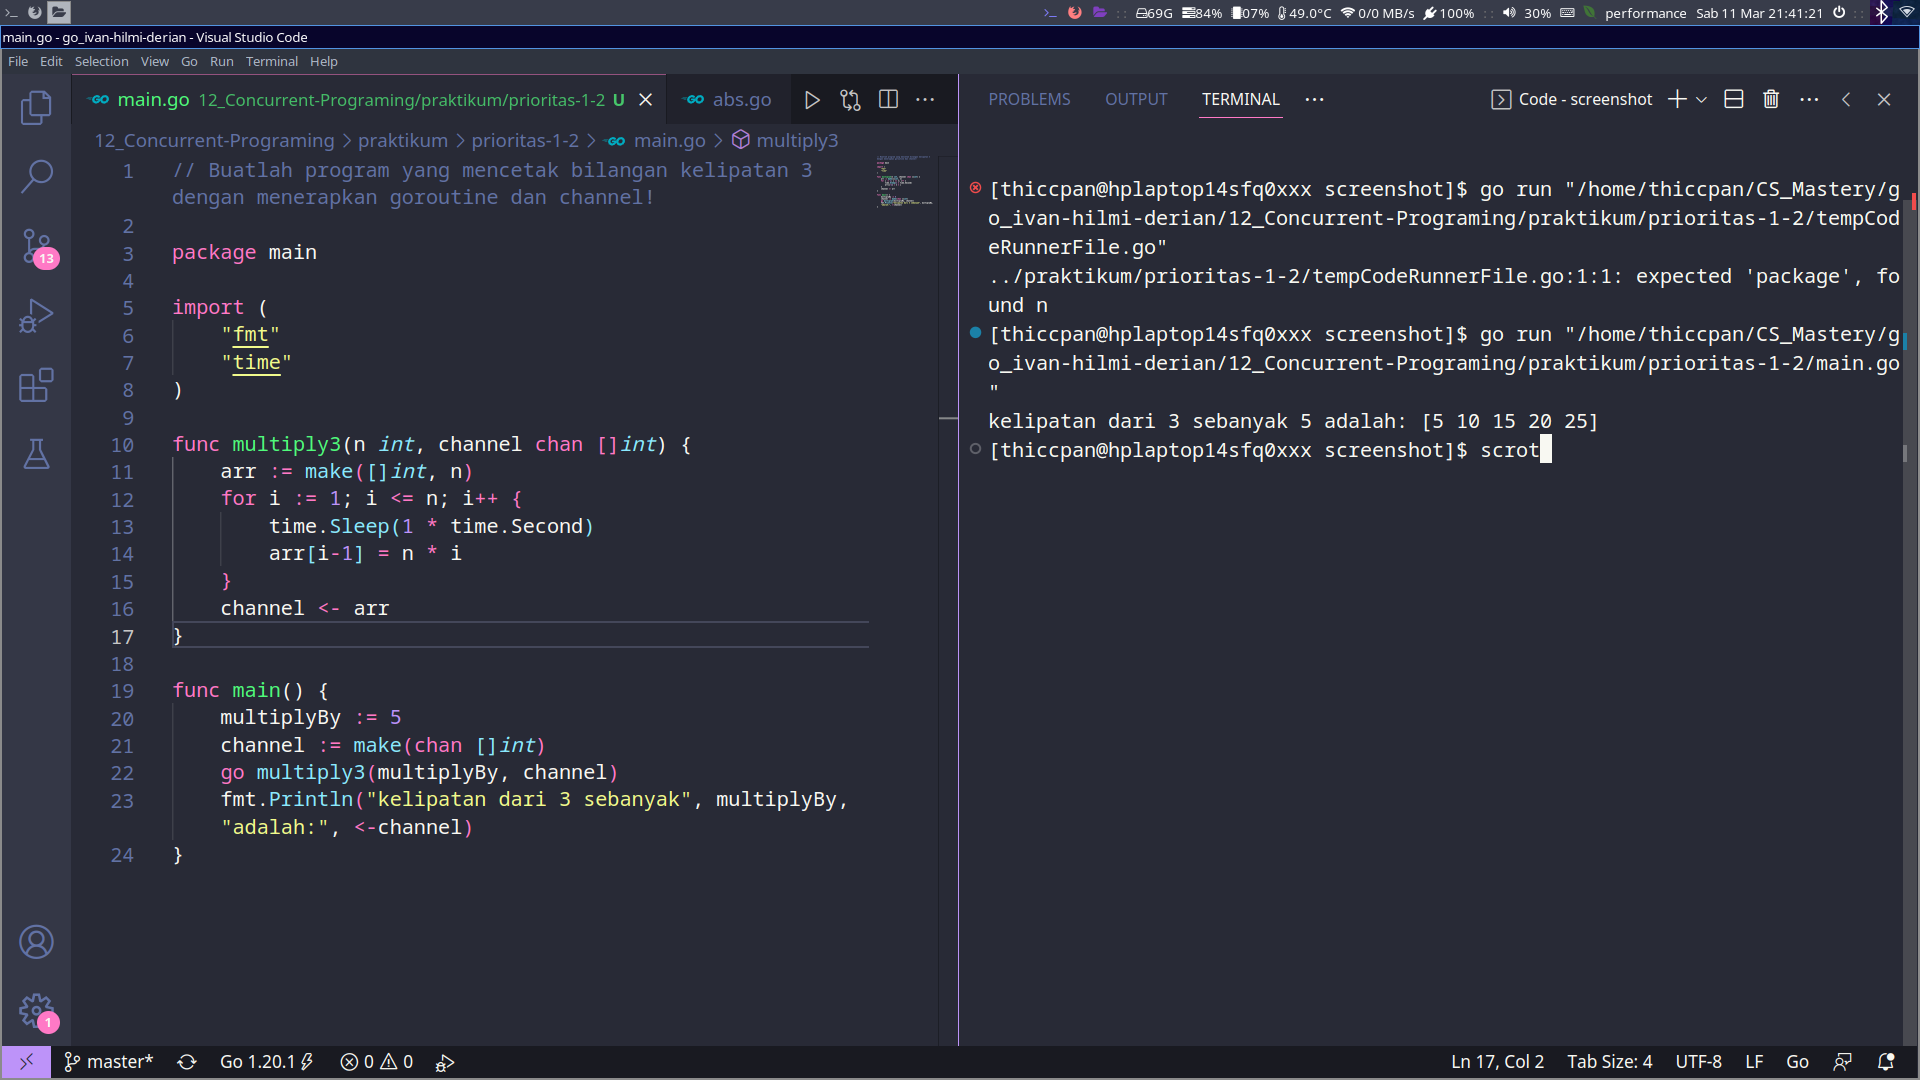 69G 84% 07% 49.0°C 0/0 MB/s 100% 30% performance Sab 11 Mar 21:41:21
main.go - go_ivan-hilmi-derian - Visual Studio Code
File Edit Selection View Go Run Terminal Help
GO main.go 12_Concurrent-Programing/praktikum/prioritas-1-2 U GO abs.go
12_Concurrent-Programing > praktikum > prioritas-1-2 > GO main.go > multiply3
1 // Buatlah program yang mencetak bilangan kelipatan 3
dengan menerapkan goroutine dan channel!
2
3 package main
4
5 import (
6 "fmt"
7 "time"
8 )
9
10 func multiply3(n int, channel chan []int) {
11 arr := make([]int, n)
12 for i := 1; i <= n; i++ {
13 time.Sleep(1 * time.Second)
14 arr[i-1] = n * i
15 }
16 channel <- arr
17 }
18
19 func main() {
20 multiplyBy := 5
21 channel := make(chan []int)
22 go multiply3(multiplyBy, channel)
23 fmt.Println("kelipatan dari 3 sebanyak", multiplyBy,
"adalah:", <-channel)
24 }
13
1
PROBLEMS OUTPUT TERMINAL ··· Code - screenshot
[thiccpan@hplaptop14sfq0xxx screenshot]$ go run "/home/thiccpan/CS_Mastery/g
o_ivan-hilmi-derian/12_Concurrent-Programing/praktikum/prioritas-1-2/tempCod
eRunnerFile.go"
../praktikum/prioritas-1-2/tempCodeRunnerFile.go:1:1: expected 'package', fo
und n
[thiccpan@hplaptop14sfq0xxx screenshot]$ go run "/home/thiccpan/CS_Mastery/g
o_ivan-hilmi-derian/12_Concurrent-Programing/praktikum/prioritas-1-2/main.go
"
kelipatan dari 3 sebanyak 5 adalah: [5 10 15 20 25]
[thiccpan@hplaptop14sfq0xxx screenshot]$ scrot
master* Go 1.20.1 0 0 Ln 17, Col 2 Tab Size: 4 UTF-8 LF Go